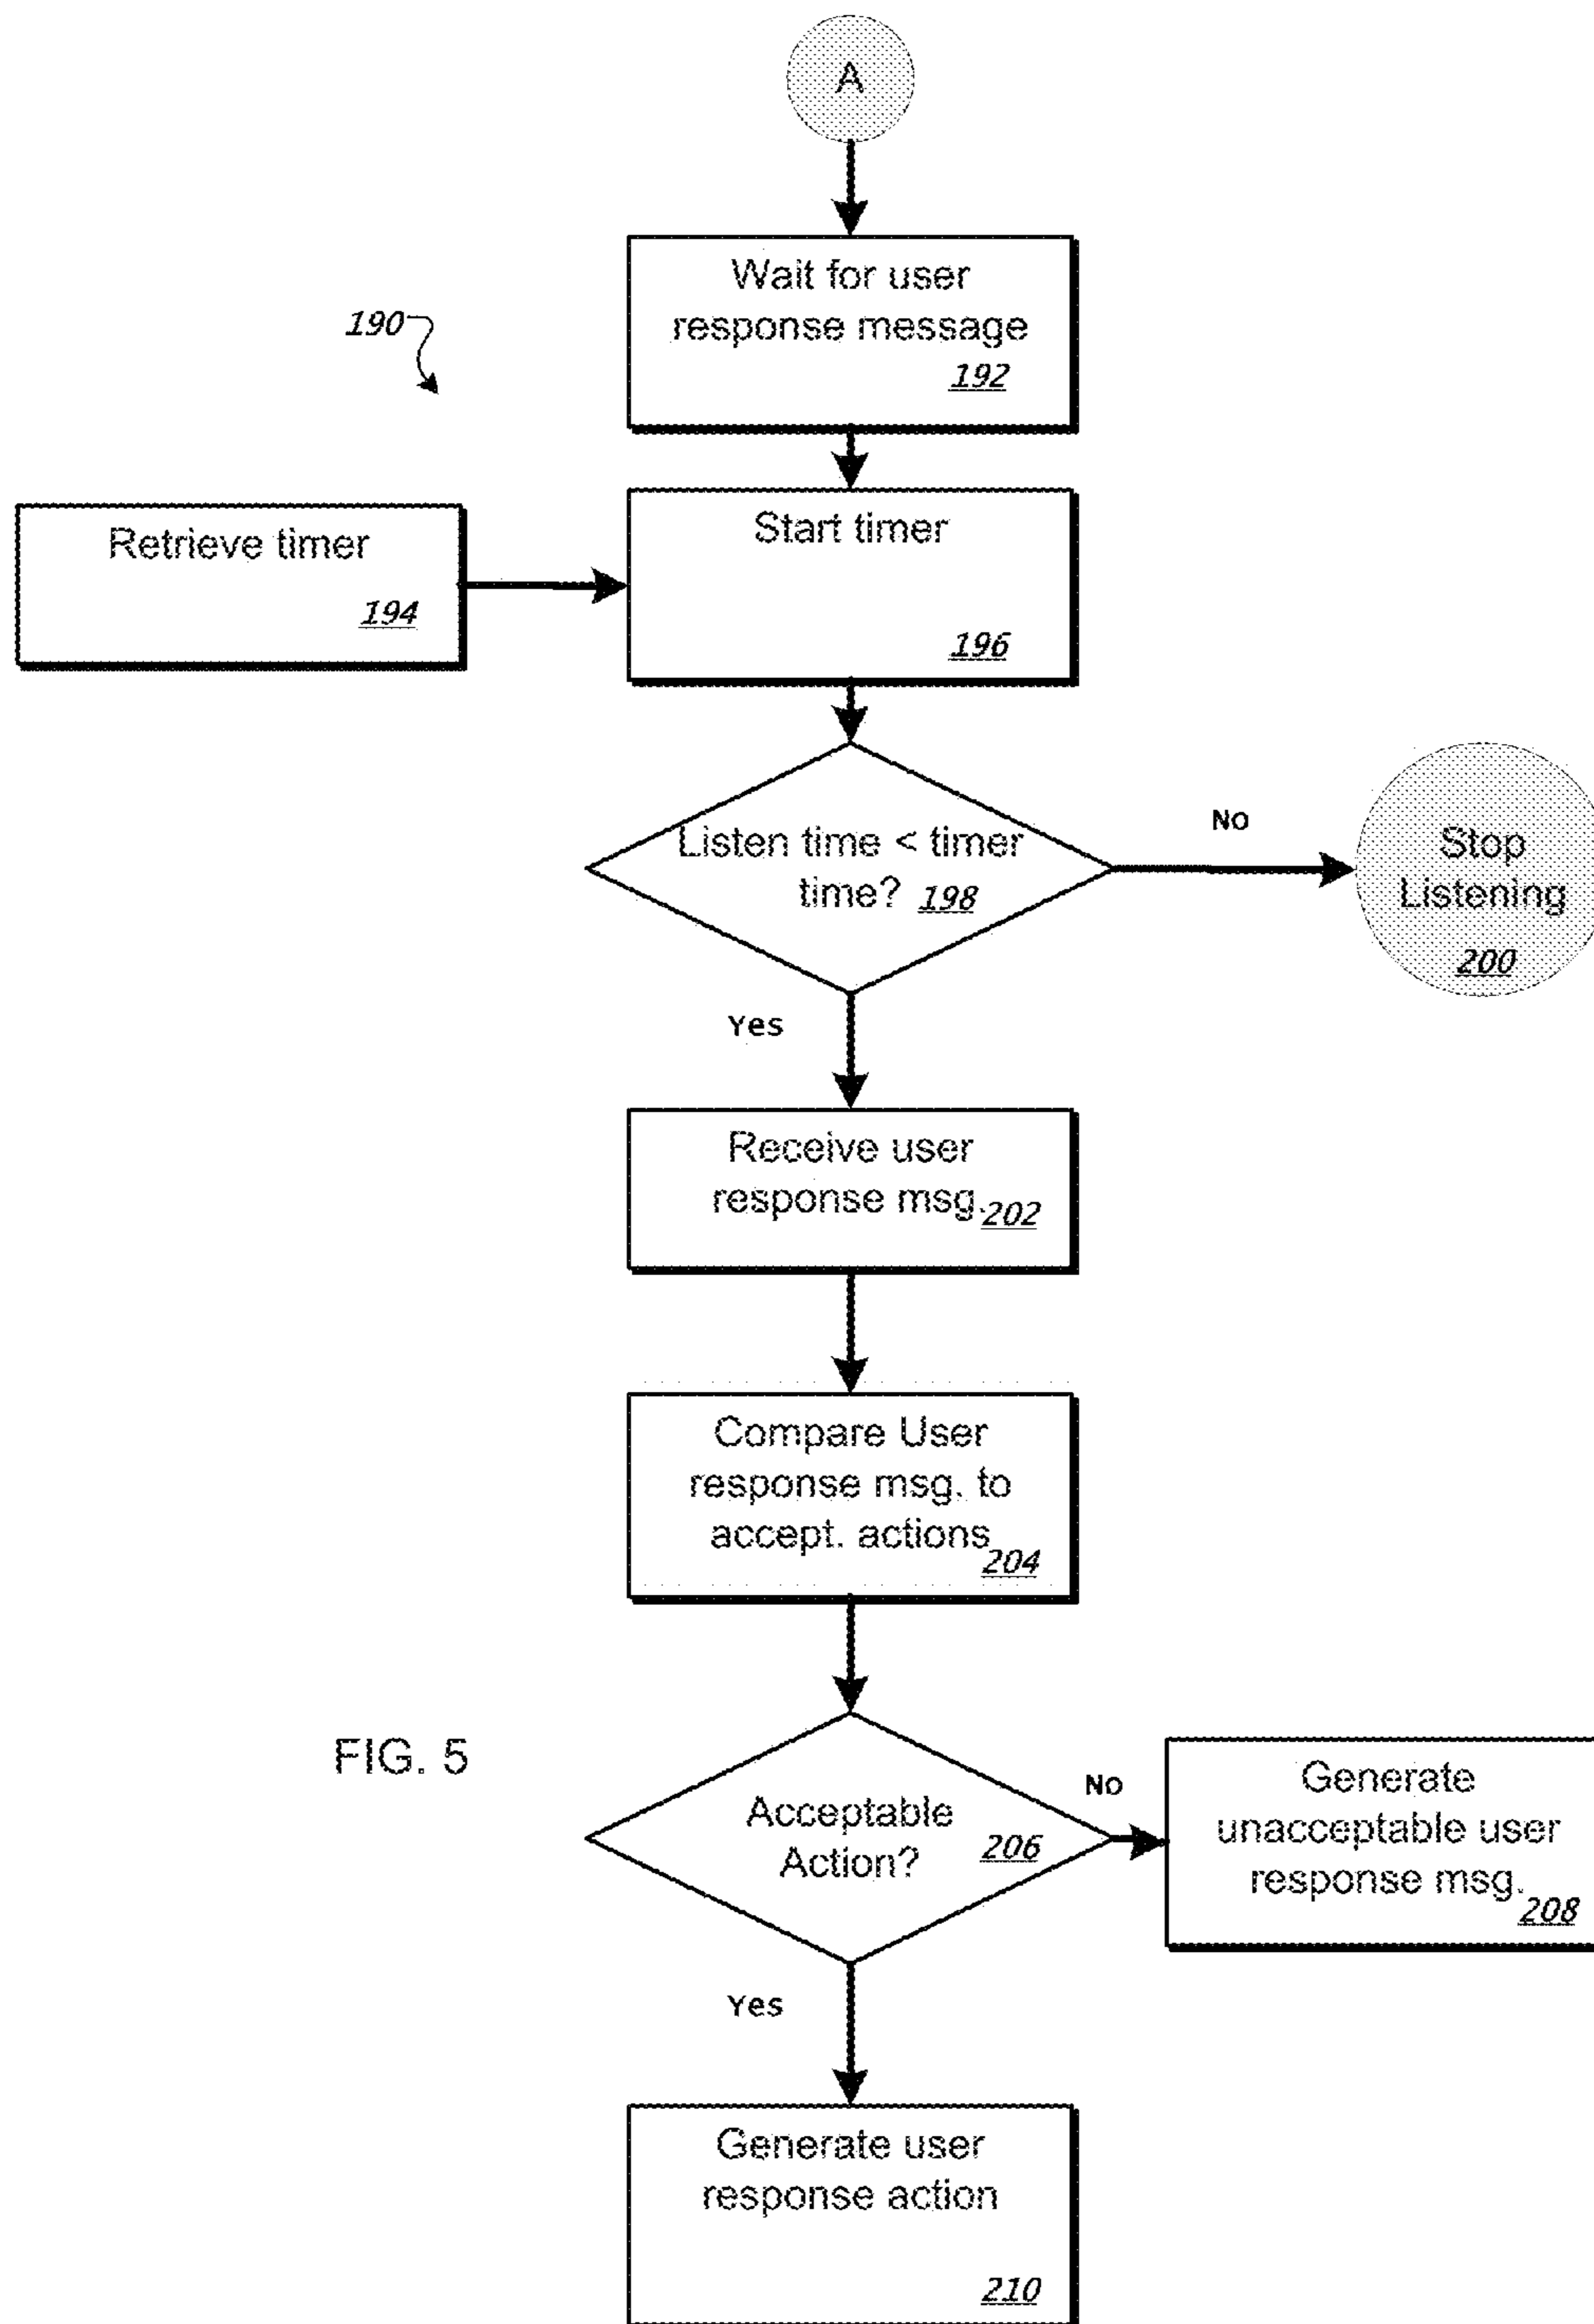 A
Wait for user
response message
192
190
Retrieve timer
194
Start timer
196
Listen time < timer
time? 198
No
Stop
Listening
200
Yes
Receive user
response msg. 202
Compare User
response msg. to
accept. actions
204
FIG. 5
Acceptable
Action? 206
No
Generate
unacceptable user
response msg. 208
Yes
Generate user
response action
210